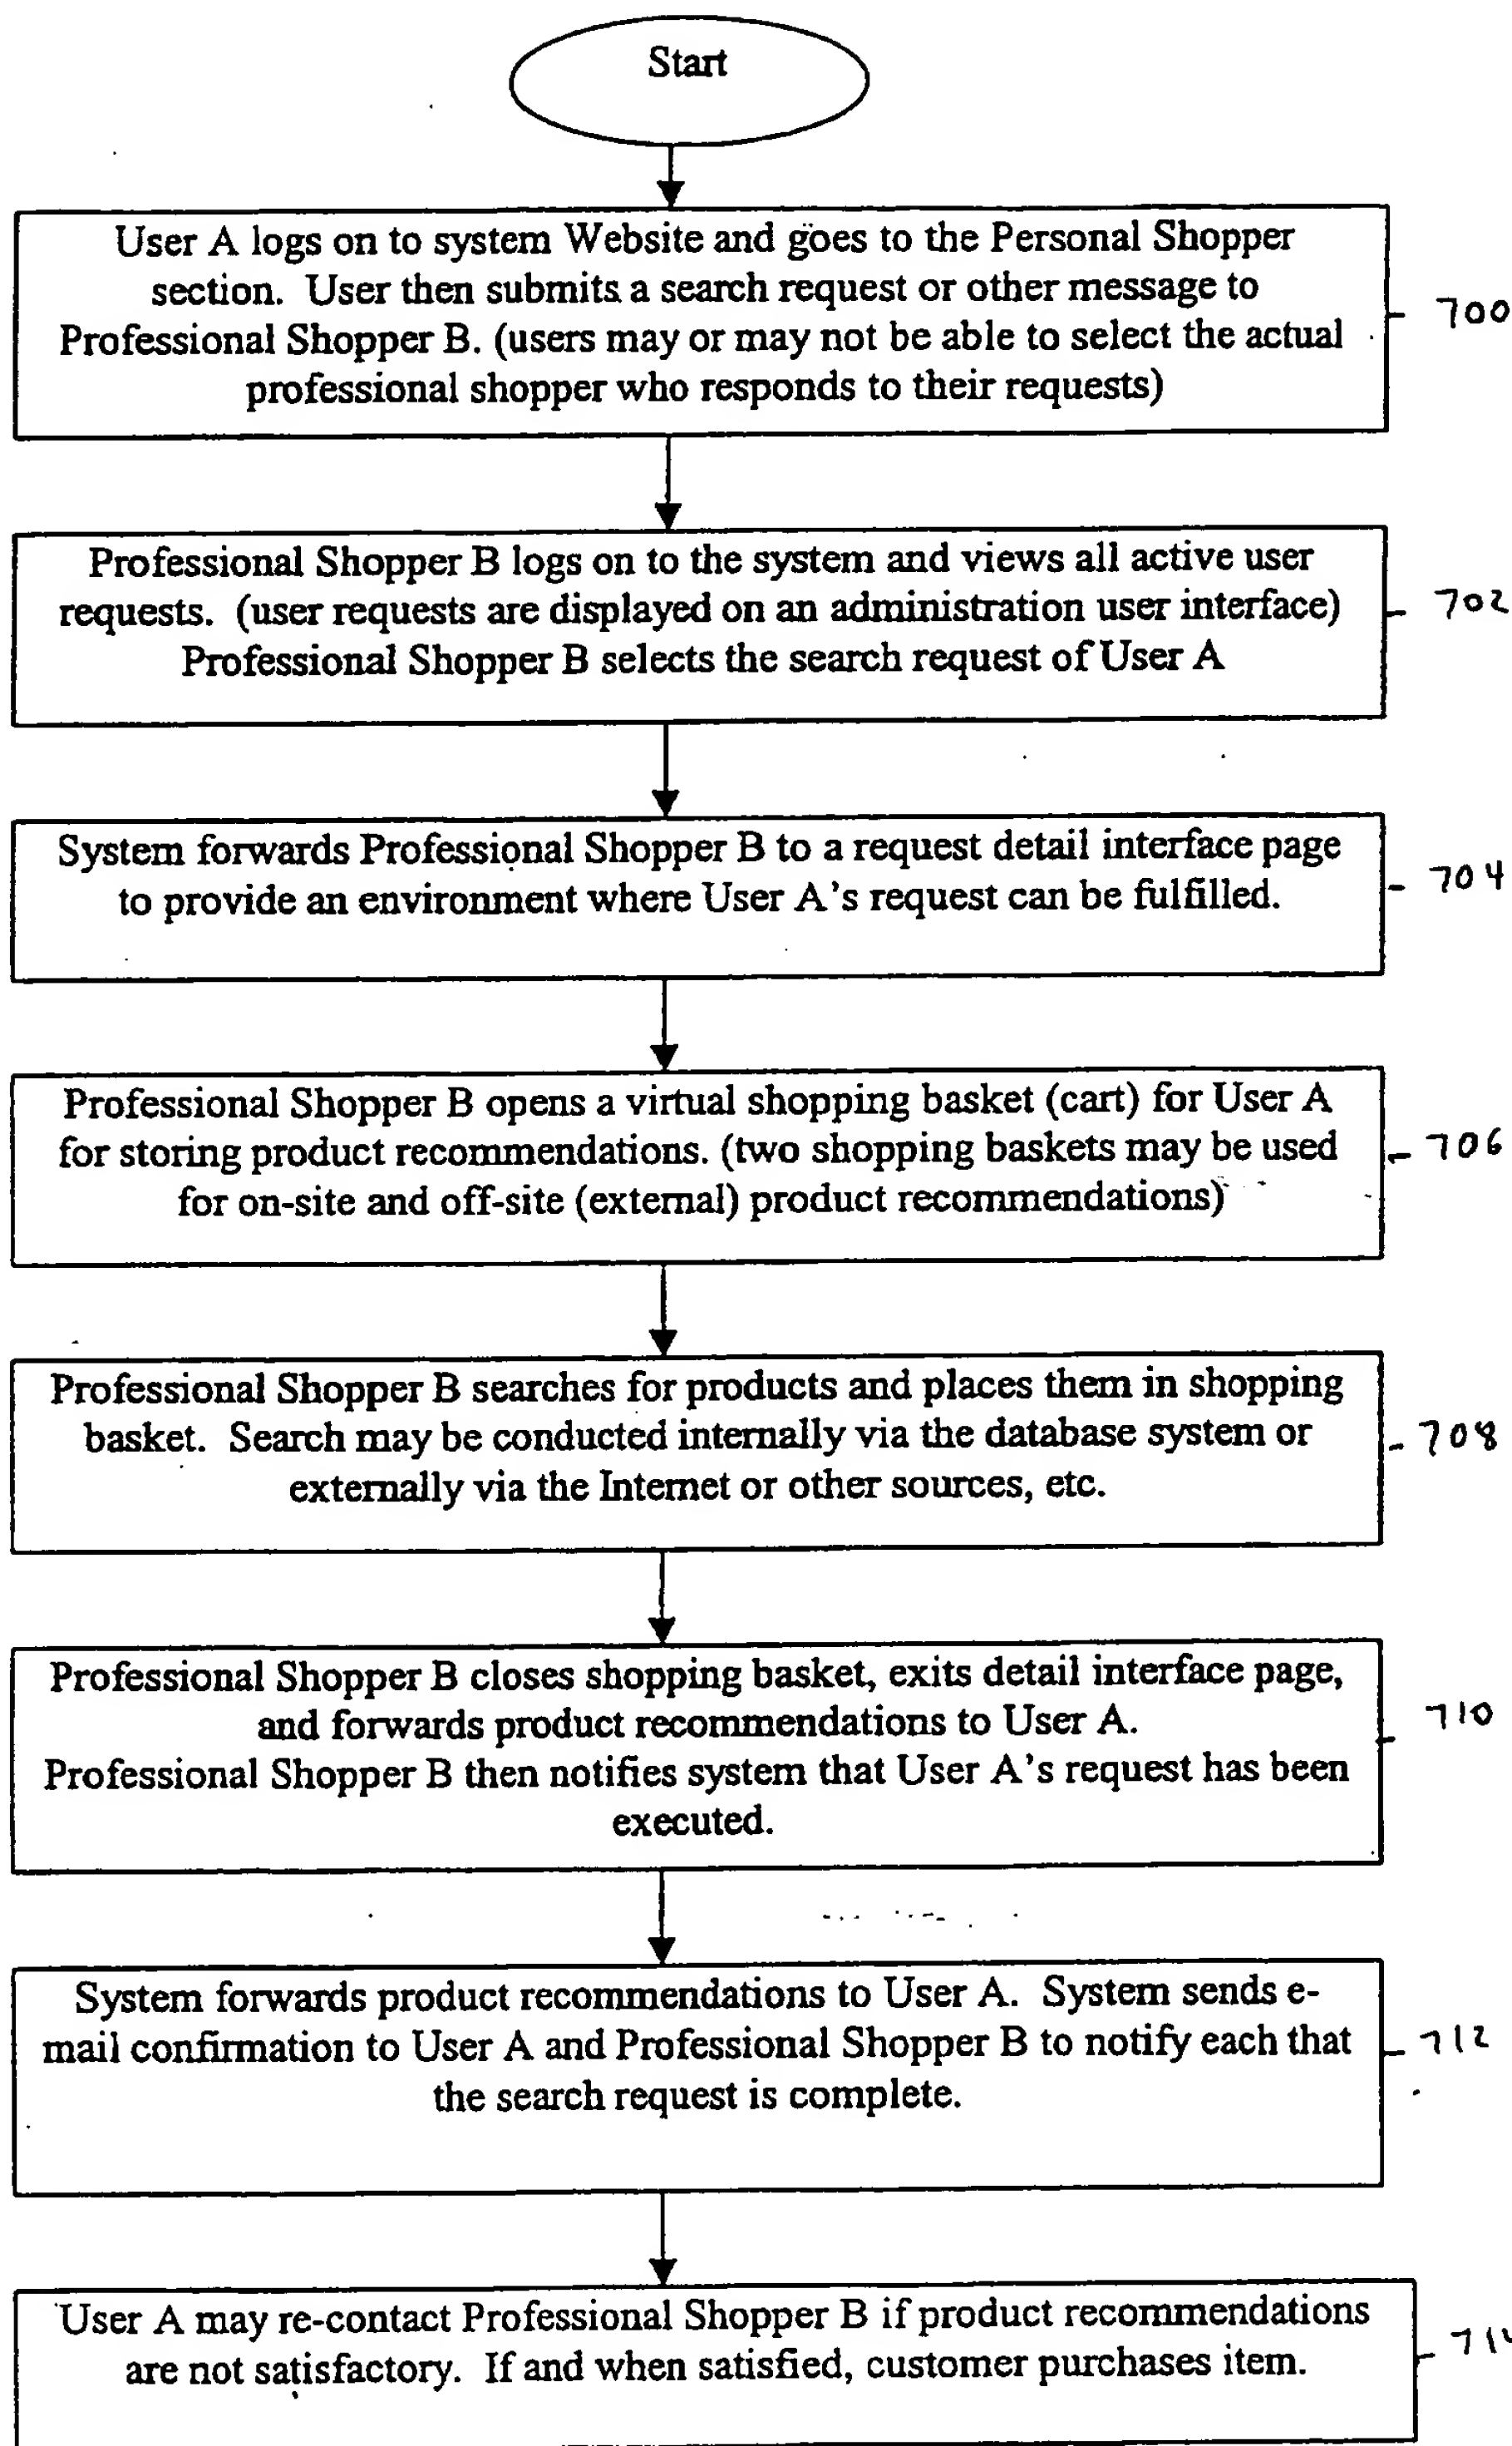 Start
User A logs on to system Website and goes to the Personal Shopper
section. User then submits a search request or other message to
Professional Shopper B. (users may or may not be able to select the actual
professional shopper who responds to their requests)
700
Professional Shopper B logs on to the system and views all active user
requests. (user requests are displayed on an administration user interface)
Professional Shopper B selects the search request of User A
702
System forwards Professional Shopper B to a request detail interface page
to provide an environment where User A's request can be fulfilled.
704
Professional Shopper B opens a virtual shopping basket (cart) for User A
for storing product recommendations. (two shopping baskets may be used
for on-site and off-site (external) product recommendations)
706
Professional Shopper B searches for products and places them in shopping
basket. Search may be conducted internally via the database system or
externally via the Internet or other sources, etc.
708
Professional Shopper B closes shopping basket, exits detail interface page,
and forwards product recommendations to User A.
Professional Shopper B then notifies system that User A's request has been
executed.
710
System forwards product recommendations to User A. System sends e-
mail confirmation to User A and Professional Shopper B to notify each that
the search request is complete.
712
User A may re-contact Professional Shopper B if product recommendations
are not satisfactory. If and when satisfied, customer purchases item.
714